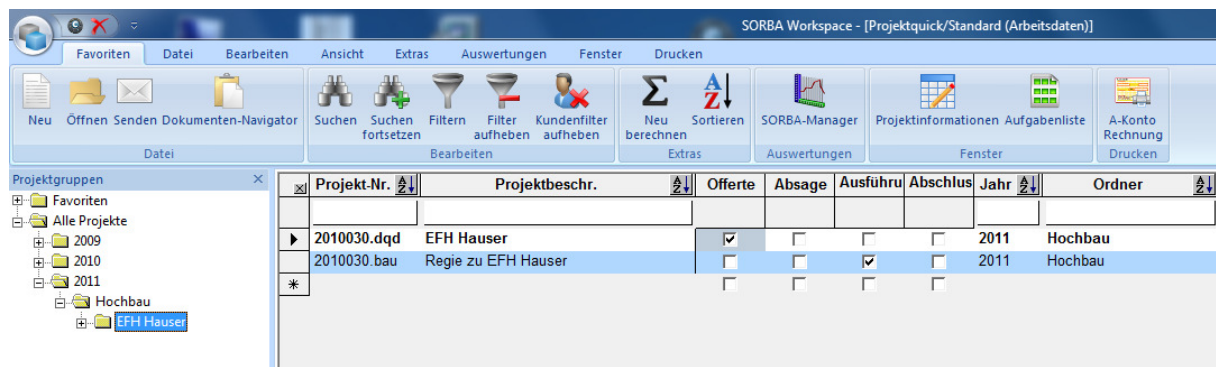 SORBA Workspace - [Projektquick/Standard (Arbeitsdaten)]
Favoriten Datei Bearbeiten Ansicht Extras Auswertungen Fenster Drucken
Neu Öffnen Senden Dokumenten-Navigator Suchen Suchen fortsetzen Filtern Filter aufheben Kundenfilter aufheben Neu berechnen Sortieren SORBA-Manager Projektinformationen Aufgabenliste A-Konto Rechnung
Datei Bearbeiten Extras Auswertungen Fenster Drucken
Projektgruppen
Favoriten
Alle Projekte
2009
2010
2011
Hochbau
EFH Hauser
Projekt-Nr. Projektbeschr. Offerte Absage Ausführu Abschlus Jahr Ordner
2010030.dqd EFH Hauser 2011 Hochbau
2010030.bau Regie zu EFH Hauser 2011 Hochbau